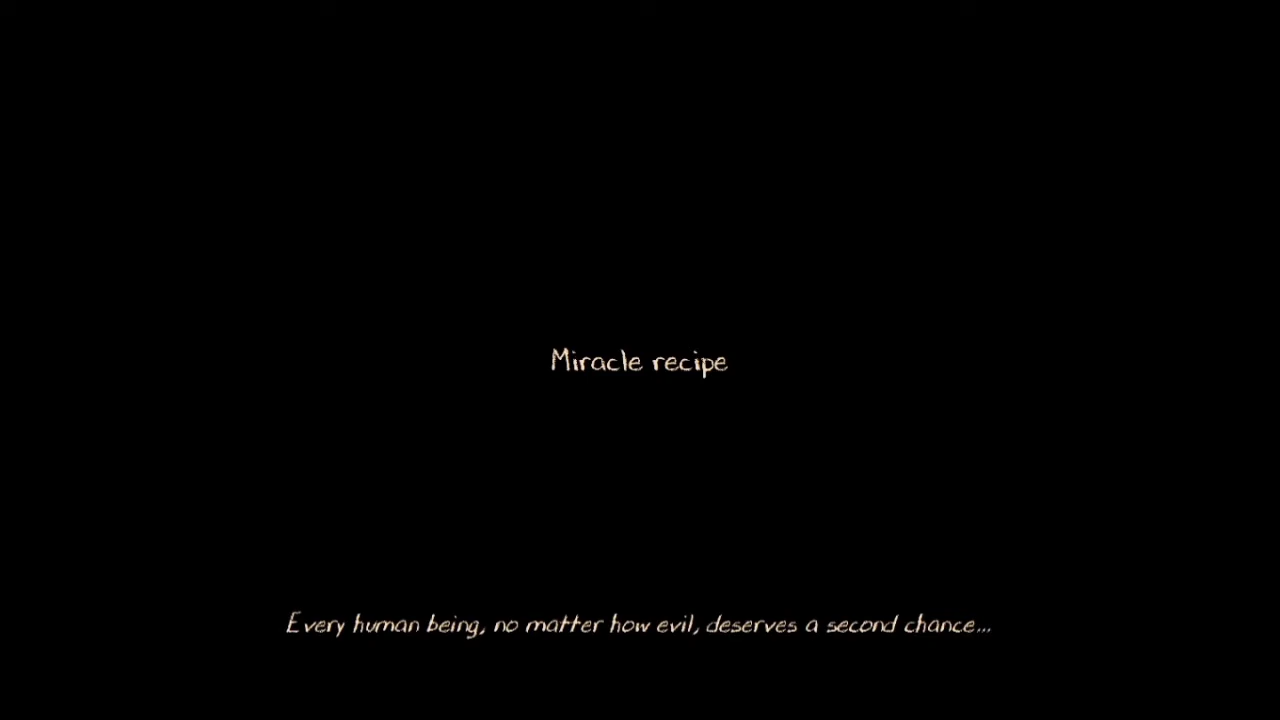 Miracle recipe
Every human being, no matter how evil, deserves a second chance...